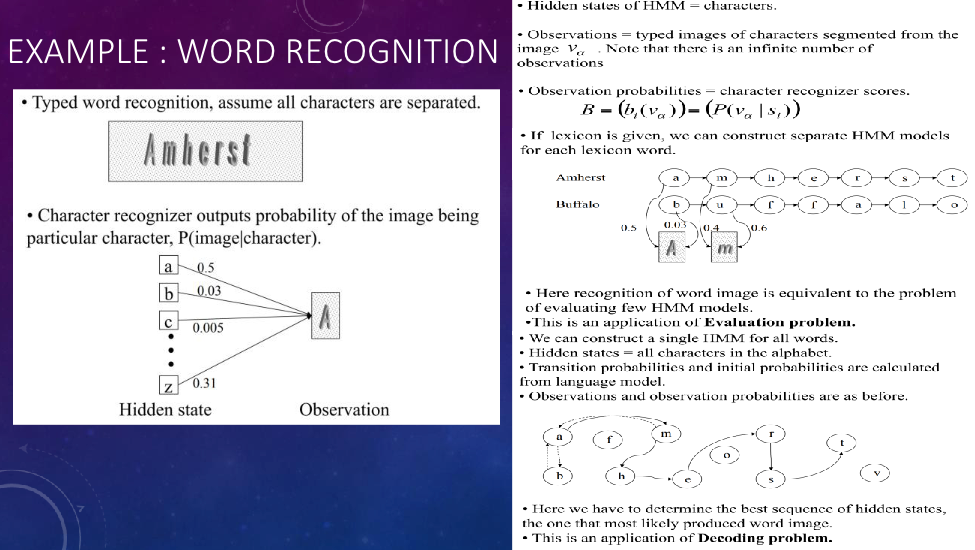 EXAMPLE : WORD RECOGNITION
• Typed word recognition, assume all characters are separated.
Amherst
• Character recognizer outputs probability of the image being
particular character, P(image|character).
a 0.5
b 0.03
c 0.005
z 0.31
A
Hidden state Observation
• Hidden states of HMM = characters.
• Observations = typed images of characters segmented from the
image vα . Note that there is an infinite number of
observations
• Observation probabilities = character recognizer scores.
B = (bi(vα)) = (P(vα | si))
• If lexicon is given, we can construct separate HMM models
for each lexicon word.
Amherst a m h e r s t
Buffalo b u f f a l o
0.5 0.03 0.4 0.6
A m
• Here recognition of word image is equivalent to the problem
of evaluating few HMM models.
•This is an application of Evaluation problem.
• We can construct a single HMM for all words.
• Hidden states = all characters in the alphabet.
• Transition probabilities and initial probabilities are calculated
from language model.
• Observations and observation probabilities are as before.
a f m r t
o
b h e s v
• Here we have to determine the best sequence of hidden states,
the one that most likely produced word image.
• This is an application of Decoding problem.